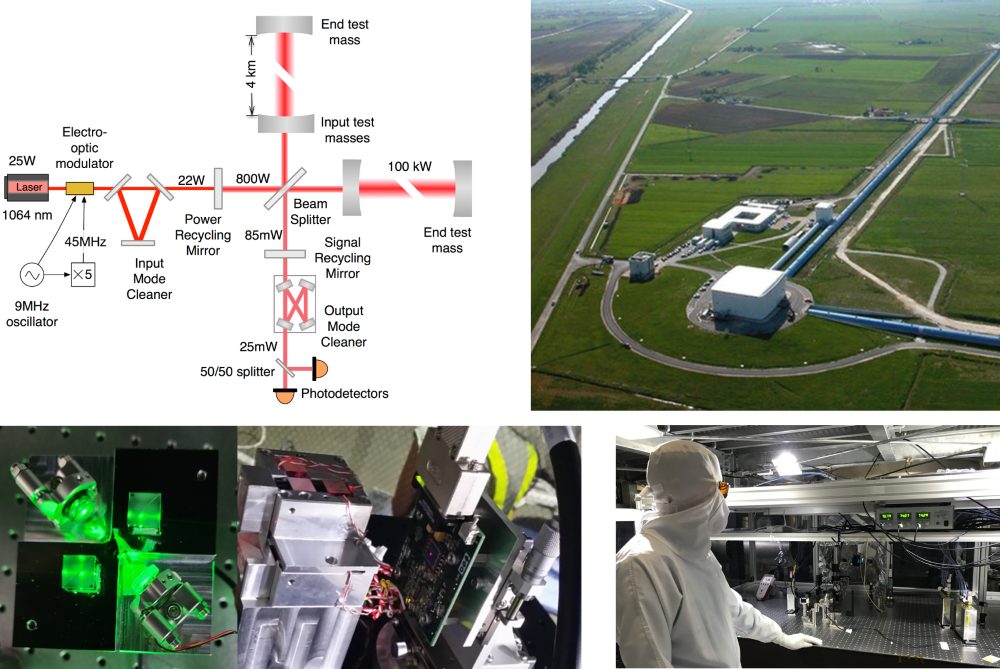 End test
mass
4 km
Input test
masses
Electro-
optic
modulator
25W
Laser
1064 nm
22W
800W
100 kW
Power
Recycling
Mirror
Beam
Splitter
End test
mass
45MHz
×5
Input
Mode
Cleaner
9MHz
oscillator
85mW
Signal
Recycling
Mirror
Output
Mode
Cleaner
25mW
50/50 splitter
Photodetectors